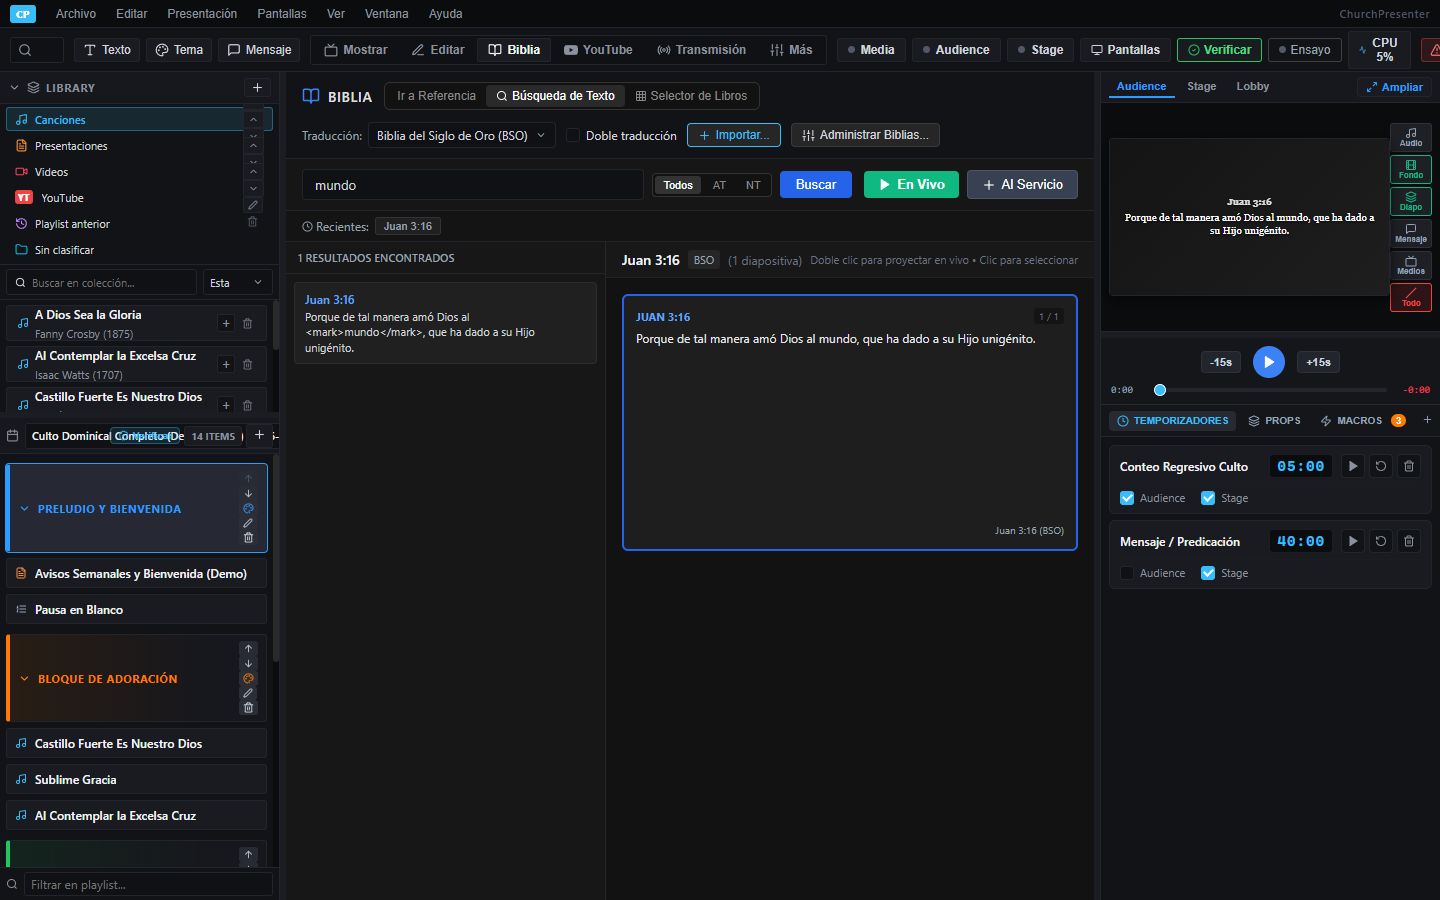 CP Archivo Editar Presentación Pantallas Ver Ventana Ayuda ChurchPresenter
Texto Tema Mensaje Mostrar Editar Biblia YouTube Transmisión Más Media Audience Stage Pantallas Verificar Ensayo CPU 5%
LIBRARY
Canciones
Presentaciones
Videos
YT YouTube
Playlist anterior
Sin clasificar
Buscar en colección... Esta
A Dios Sea la Gloria
Fanny Crosby (1875)
Al Contemplar la Excelsa Cruz
Isaac Watts (1707)
Castillo Fuerte Es Nuestro Dios
Culto Dominical Completo (De 14 ITEMS
PRELUDIO Y BIENVENIDA
Avisos Semanales y Bienvenida (Demo)
Pausa en Blanco
BLOQUE DE ADORACIÓN
Castillo Fuerte Es Nuestro Dios
Sublime Gracia
Al Contemplar la Excelsa Cruz
Filtrar en playlist...
BIBLIA Ir a Referencia Búsqueda de Texto Selector de Libros
Traducción: Biblia del Siglo de Oro (BSO) Doble traducción Importar... Administrar Biblias...
mundo Todos AT NT Buscar En Vivo Al Servicio
Recientes: Juan 3:16
1 RESULTADOS ENCONTRADOS
Juan 3:16
Porque de tal manera amó Dios al
<mark>mundo</mark>, que ha dado a su Hijo
unigénito.
Juan 3:16 BSO (1 diapositiva) Doble clic para proyectar en vivo • Clic para seleccionar
JUAN 3:16 1 / 1
Porque de tal manera amó Dios al mundo, que ha dado a su Hijo unigénito.
Juan 3:16 (BSO)
Audience Stage Lobby Ampliar
Juan 3:16
Porque de tal manera amó Dios al mundo, que ha dado a
su Hijo unigénito.
Audio
Fondo
Diapo
Mensaje
Medios
Todo
-15s +15s
0:00 -0:00
TEMPORIZADORES PROPS MACROS 3
Conteo Regresivo Culto 05:00
Audience Stage
Mensaje / Predicación 40:00
Audience Stage